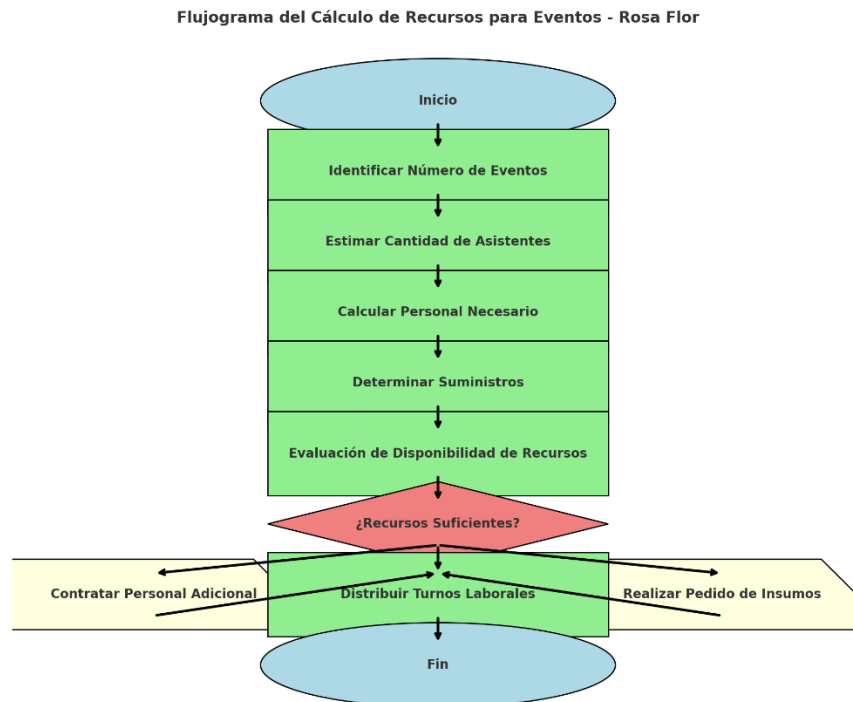 Flujograma del Cálculo de Recursos para Eventos - Rosa Flor
Inicio
Identificar Número de Eventos
Estimar Cantidad de Asistentes
Calcular Personal Necesario
Determinar Suministros
Evaluación de Disponibilidad de Recursos
¿Recursos Suficientes?
Contratar Personal Adicional
Distribuir Turnos Laborales
Realizar Pedido de Insumos
Fin